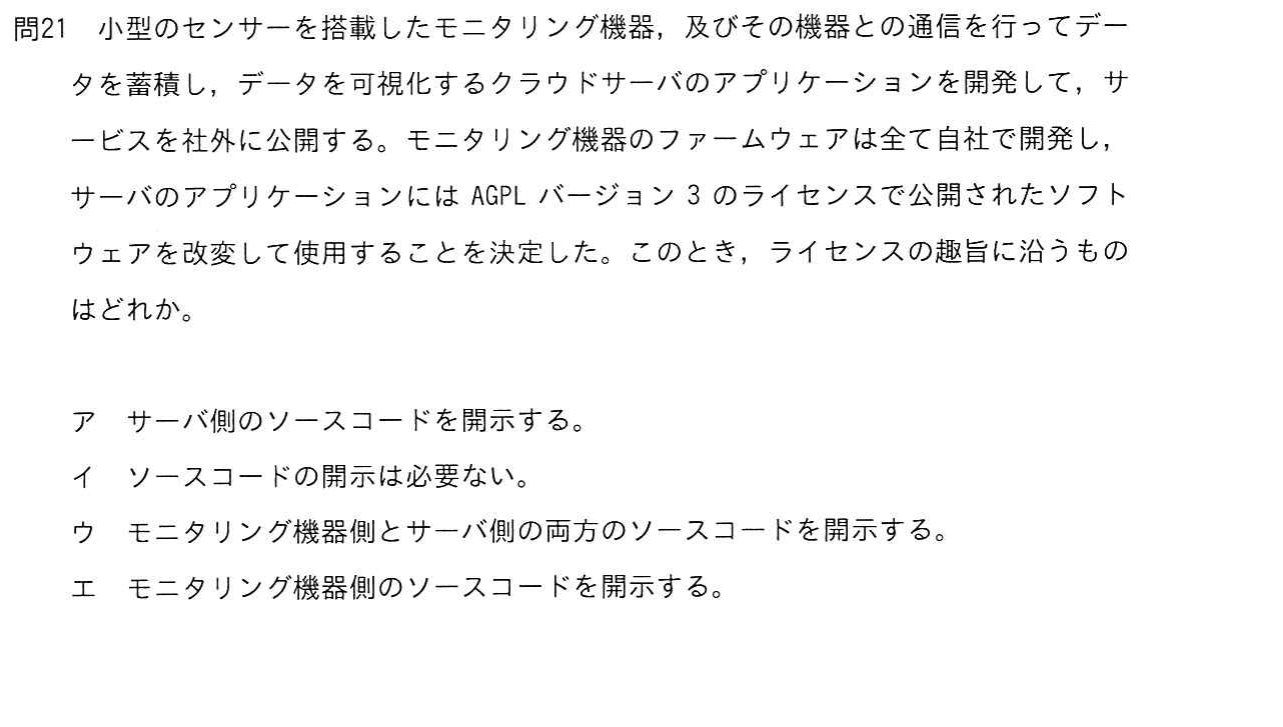 問21　小型のセンサーを搭載したモニタリング機器，及びその機器との通信を行ってデー
タを蓄積し，データを可視化するクラウドサーバのアプリケーションを開発して，サ
ービスを社外に公開する。モニタリング機器のファームウェアは全て自社で開発し，
サーバのアプリケーションには AGPL バージョン 3 のライセンスで公開されたソフト
ウェアを改変して使用することを決定した。このとき，ライセンスの趣旨に沿うもの
はどれか。
ア　サーバ側のソースコードを開示する。
イ　ソースコードの開示は必要ない。
ウ　モニタリング機器側とサーバ側の両方のソースコードを開示する。
エ　モニタリング機器側のソースコードを開示する。